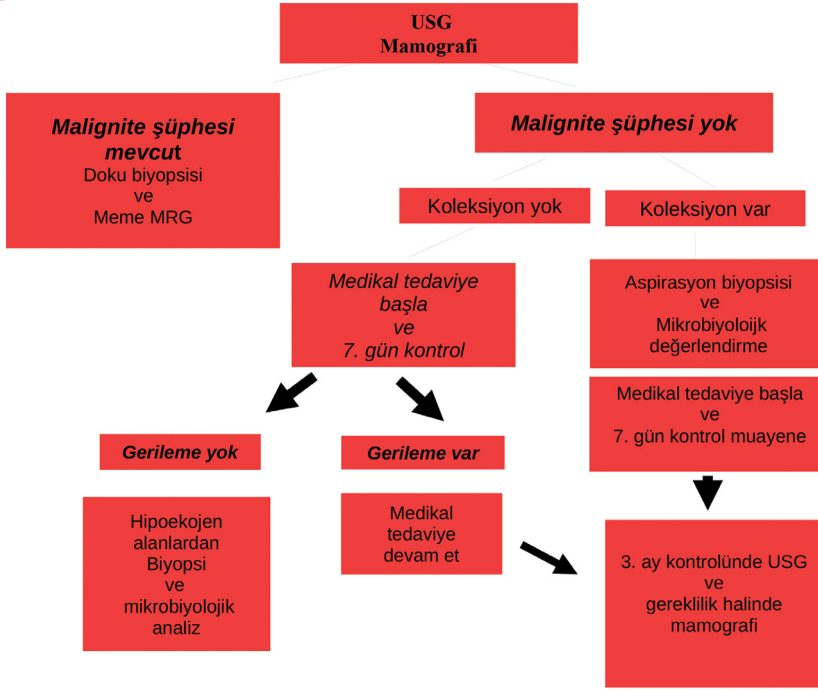 USG
Mamografi
Malignite şüphesi
mevcut
Doku biyopsisi
ve
Meme MRG
Malignite şüphesi yok
Koleksiyon yok
Koleksiyon var
Medikal tedaviye
başla
ve
7. gün kontrol
Aspirasyon biyopsisi
ve
Mikrobiyoloijk
değerlendirme
Medikal tedaviye başla
ve
7. gün kontrol muayene
Gerileme yok
Gerileme var
Hipoekojen
alanlardan
Biyopsi
ve
mikrobiyolojik
analiz
Medikal
tedaviye
devam et
3. ay kontrolünde USG
ve
gereklilik halinde
mamografi